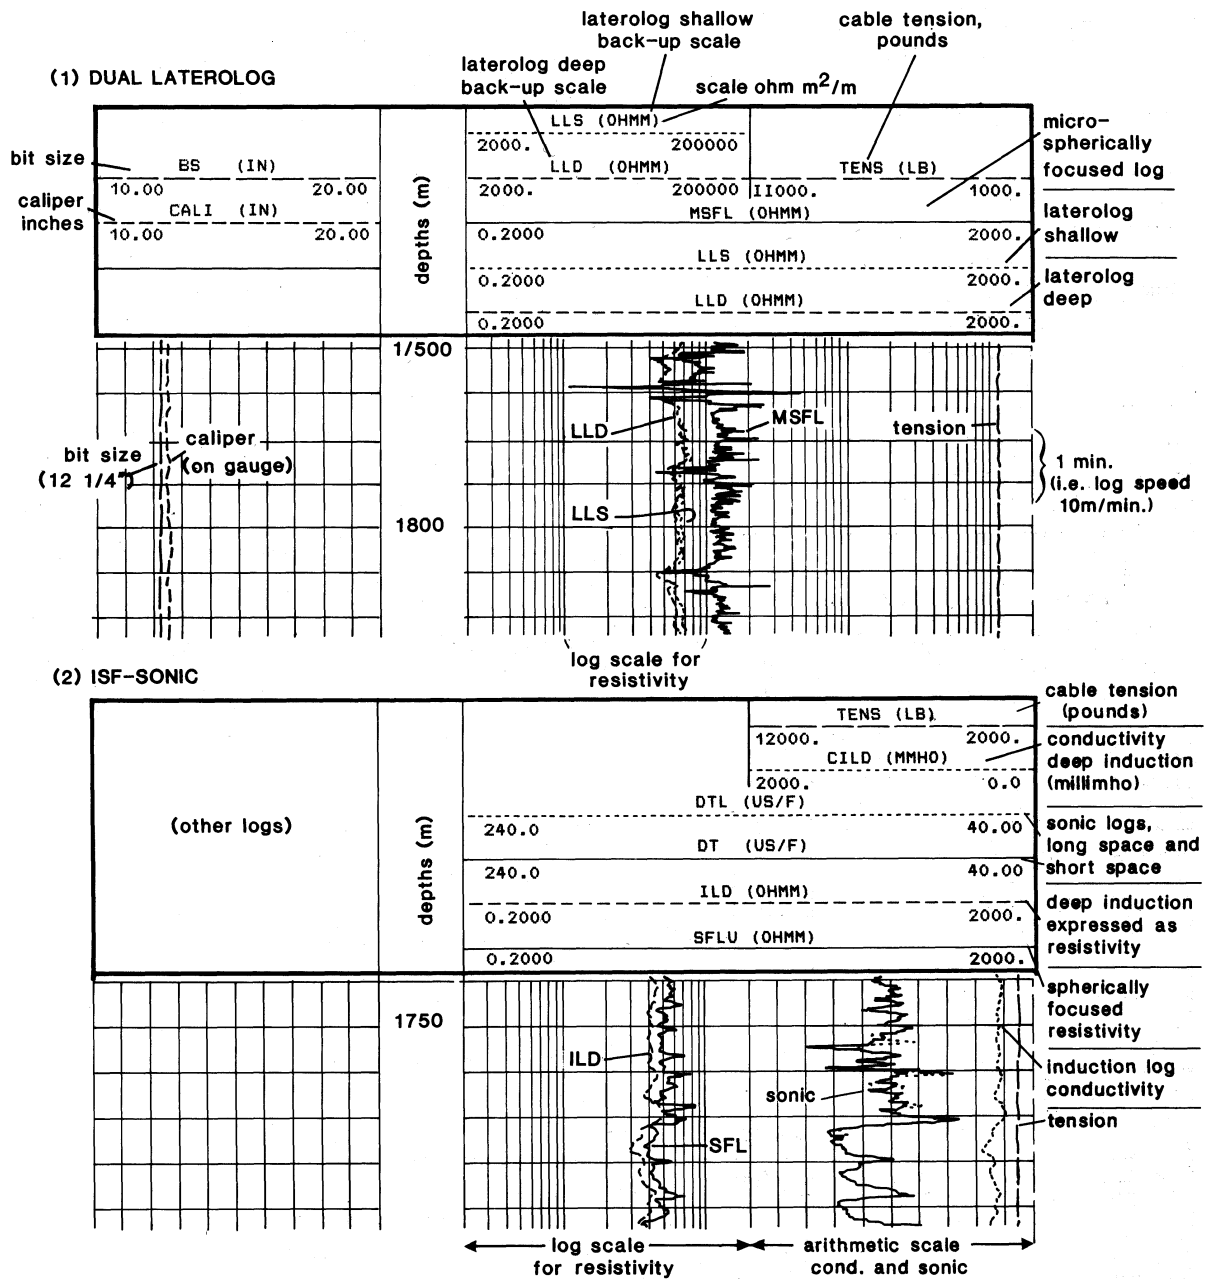 laterolog shallow
back-up scale
cable tension,
pounds
(1) DUAL LATEROLOG
laterolog deep
back-up scale
scale ohm m²/m
LLS (OHMM)
2000. 200000
bit size
BS (IN)
10.00 20.00
LLD (OHMM)
2000. 200000
TENS (LB)
II000. 1000.
micro-
spherically
focused log
caliper
inches
CALI (IN)
10.00 20.00
depths (m)
MSFL (OHMM)
0.2000 2000.
laterolog
shallow
LLS (OHMM)
0.2000 2000.
laterolog
deep
LLD (OHMM)
0.2000 2000.
1/500
LLD
MSFL
tension
bit size
(12 1/4")
caliper
(on gauge)
1 min.
(i.e. log speed
10m/min.)
LLS
1800
log scale for
resistivity
(2) ISF-SONIC
TENS (LB)
12000. 2000.
cable tension
(pounds)
CILD (MMHO)
2000. 0.0
conductivity
deep induction
(millimho)
(other logs)
depths (m)
DTL (US/F)
240.0 40.00
DT (US/F)
240.0 40.00
sonic logs,
long space and
short space
ILD (OHMM)
0.2000 2000.
deep induction
expressed as
resistivity
SFLU (OHMM)
0.2000 2000.
spherically
focused
resistivity
1750
ILD
sonic
induction log
conductivity
tension
SFL
log scale
for resistivity
arithmetic scale
cond. and sonic